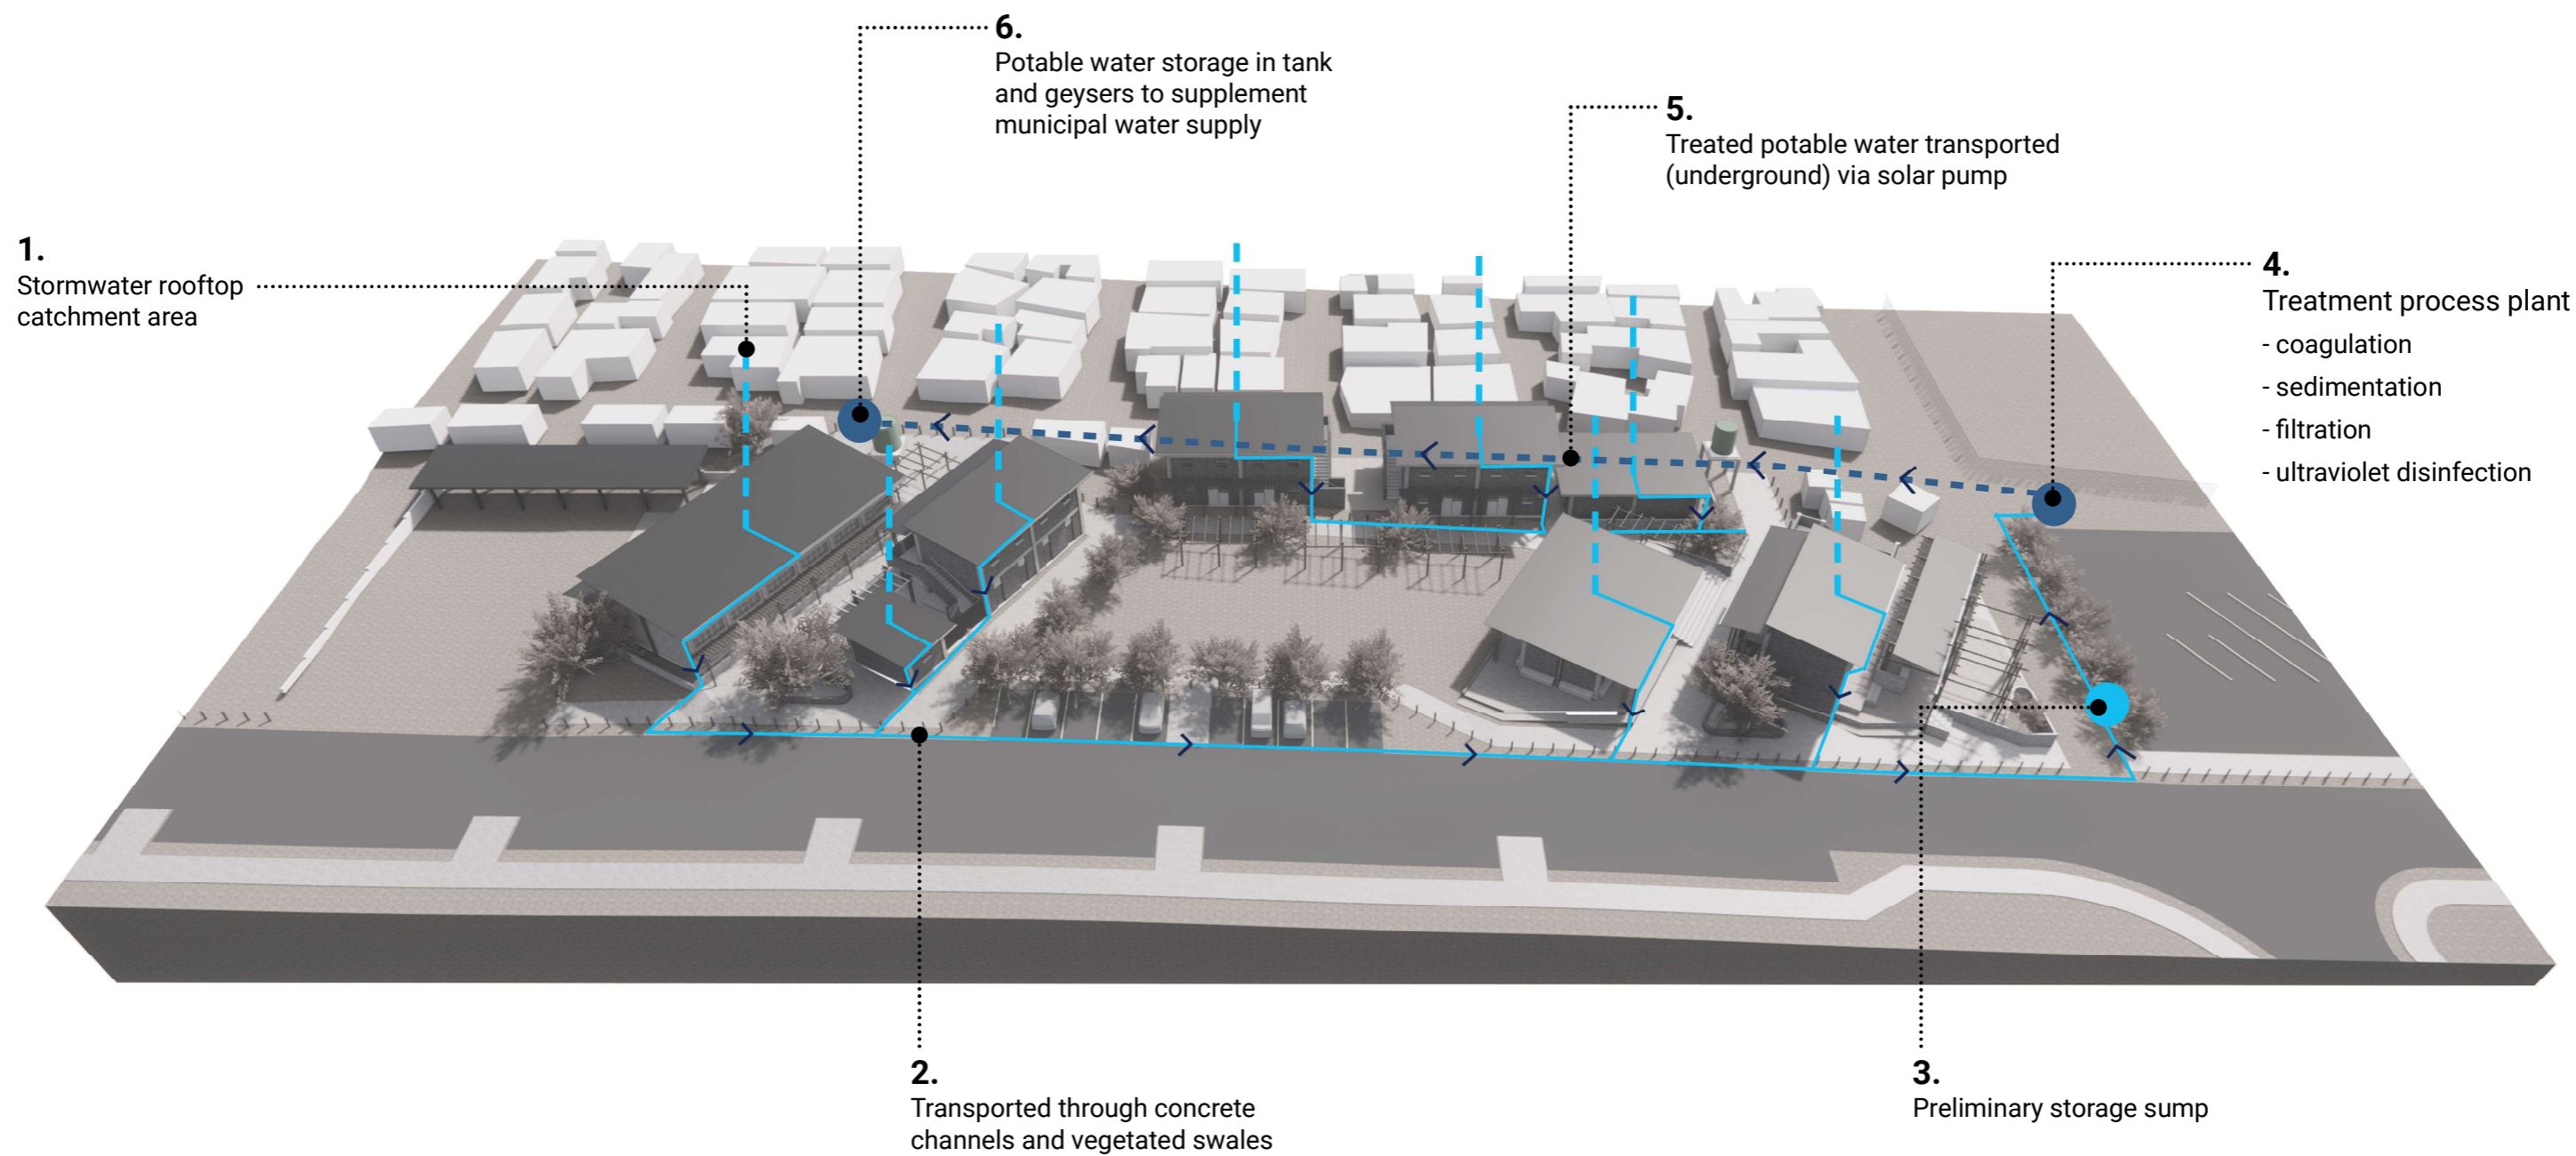 1.
Stormwater rooftop
catchment area
2.
Transported through concrete
channels and vegetated swales
3.
Preliminary storage sump
4.
Treatment process plant
- coagulation
- sedimentation
- filtration
- ultraviolet disinfection
5.
Treated potable water transported
(underground) via solar pump
6.
Potable water storage in tank
and geysers to supplement
municipal water supply